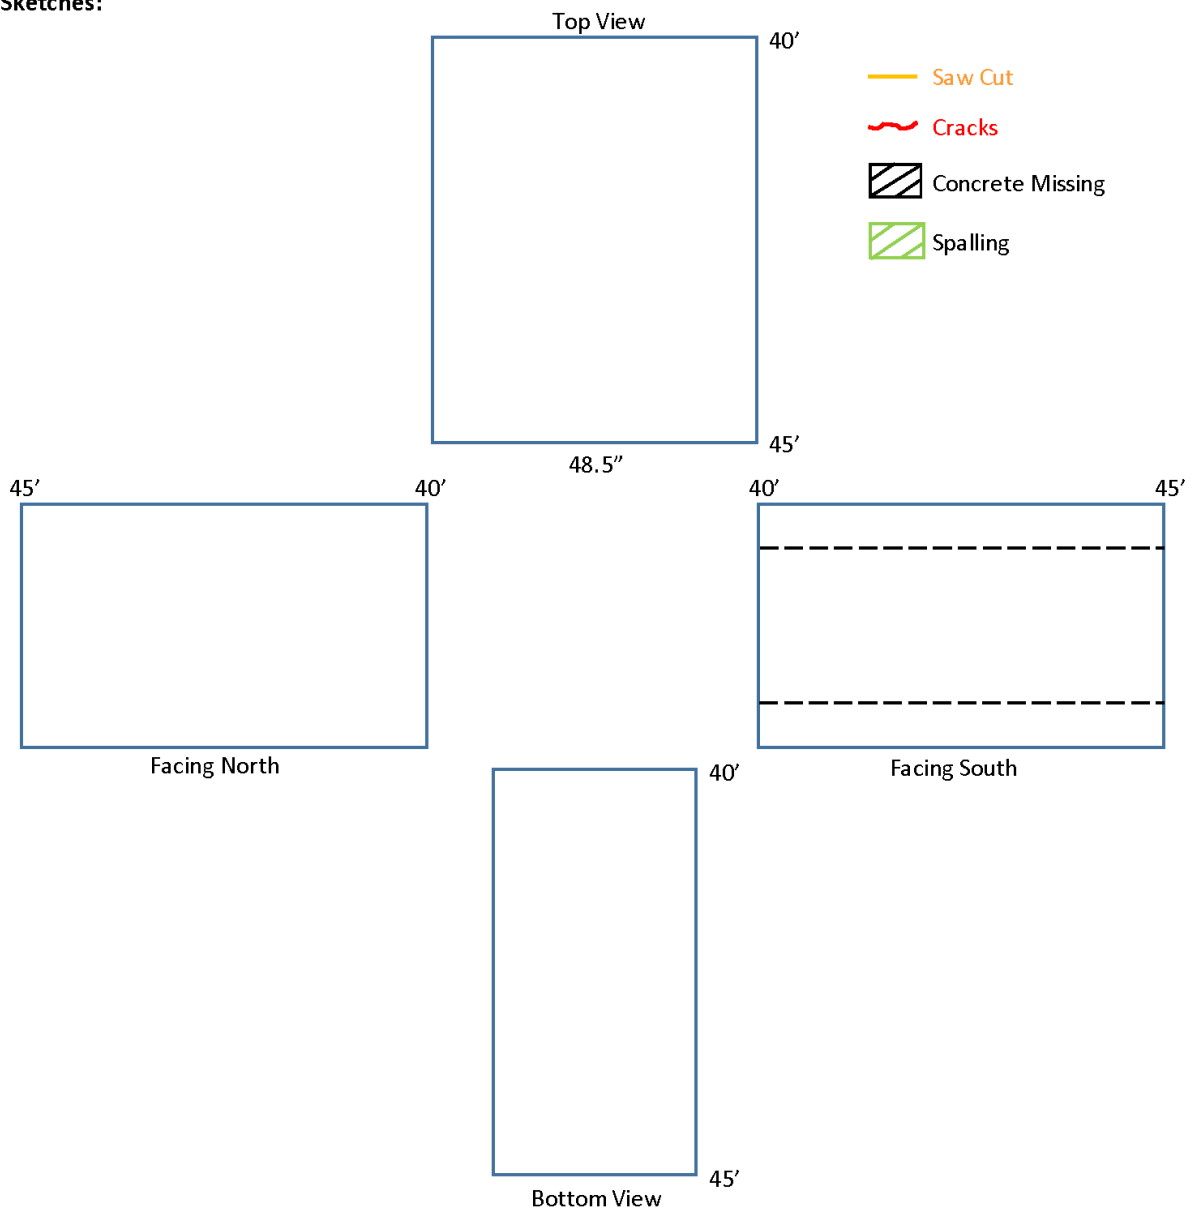 Sketches:
Top View
40’
Saw Cut
Cracks
Concrete Missing
Spalling
45’
48.5”
45’
40’
40’
45’
Facing North
Facing South
40’
45’
Bottom View